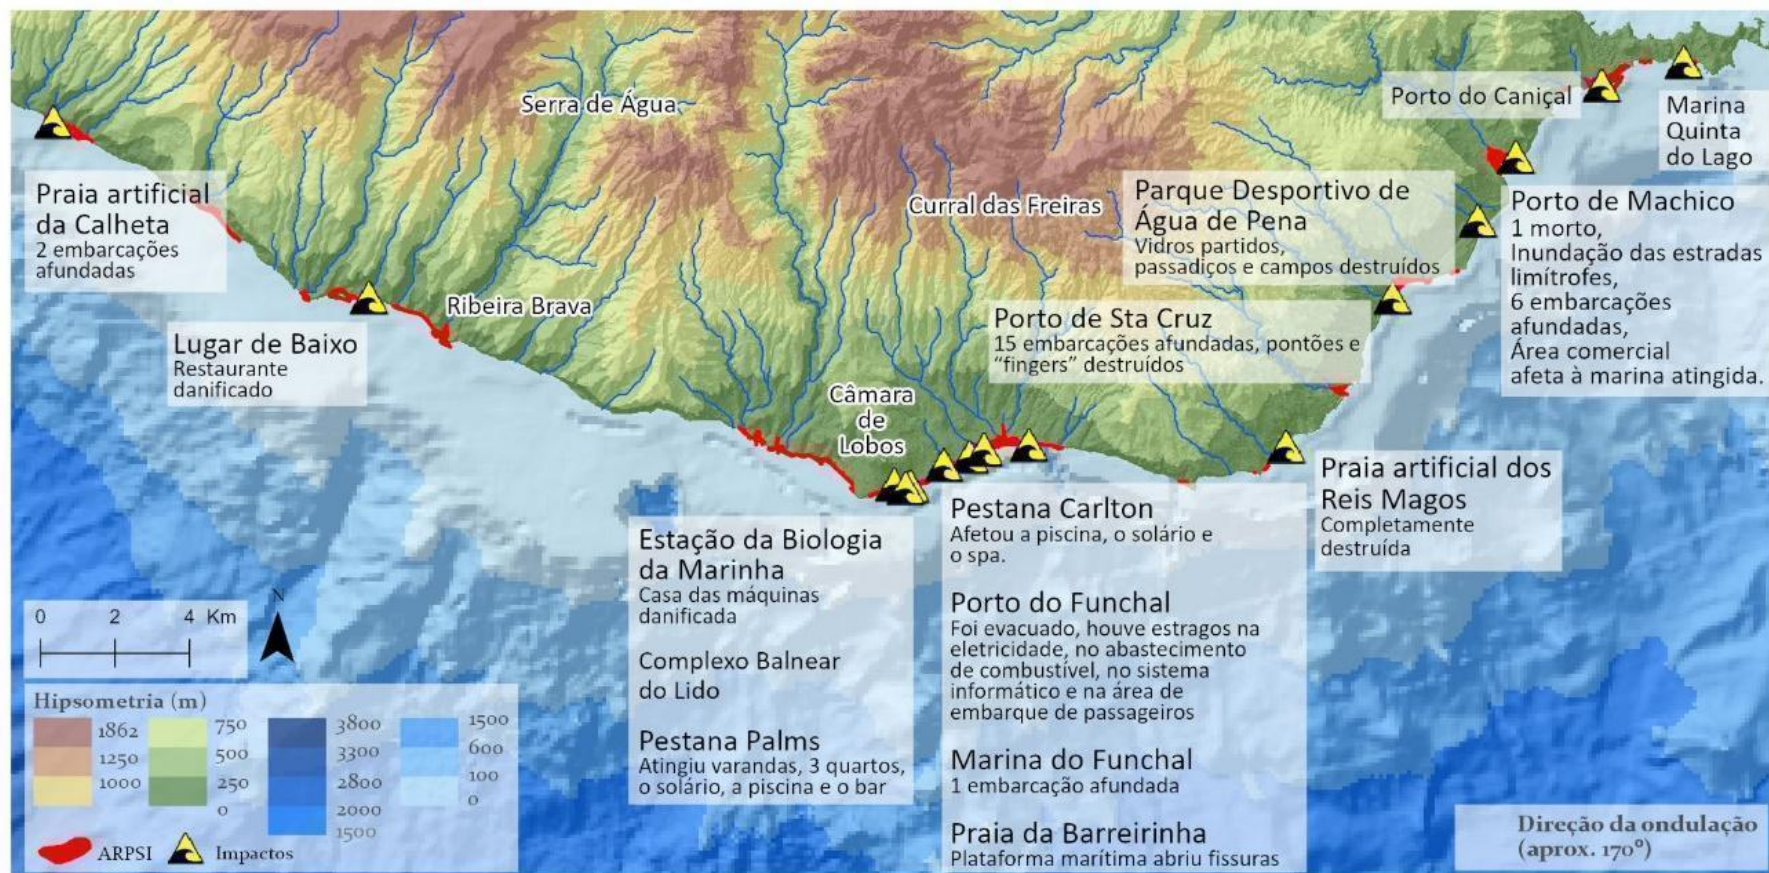 Serra de Água
Porto do Caniçal
Marina
Quinta
do Lago
Praia artificial
da Calheta
2 embarcações
afundadas
Curral das Freiras
Parque Desportivo de
Água de Pena
Vidros partidos,
passadiços e campos destruídos
Porto de Machico
1 morto,
Inundação das estradas
limítrofes,
6 embarcações
afundadas,
Área comercial
afeta à marina atingida.
Ribeira Brava
Lugar de Baixo
Restaurante
danificado
Porto de Sta Cruz
15 embarcações afundadas, pontões e
“fingers” destruídos
Câmara
de
Lobos
Praia artificial dos
Reis Magos
Completamente
destruída
Estação da Biologia
da Marinha
Casa das máquinas
danificada
Complexo Balnear
do Lido
Pestana Palms
Atingiu varandas, 3 quartos,
o solário, a piscina e o bar
Pestana Carlton
Afetou a piscina, o solário e
o spa.
Porto do Funchal
Foi evacuado, houve estragos na
eletricidade, no abastecimento
de combustível, no sistema
informático e na área de
embarque de passageiros
Marina do Funchal
1 embarcação afundada
Praia da Barreirinha
Plataforma marítima abriu fissuras
0 2 4 Km
N
Hipsometria (m)
1862
1250
1000
750
500
250
0
3800
3300
2800
2000
1500
1500
600
100
0
ARPSI
Impactos
Direção da ondulação
(aprox. 170º)